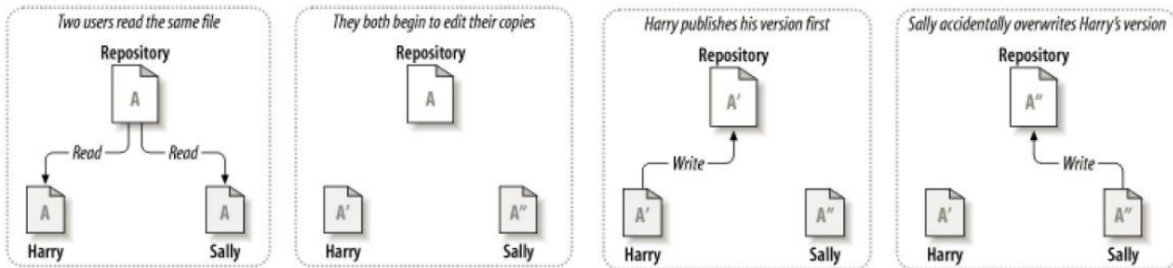 Two users read the same file
Repository
A
Read
Read
A
A
Harry
Sally
They both begin to edit their copies
Repository
A
A'
A"
Harry
Sally
Harry publishes his version first
Repository
A'
Write
A'
A"
Harry
Sally
Sally accidentally overwrites Harry's version
Repository
A"
Write
A'
A"
Harry
Sally